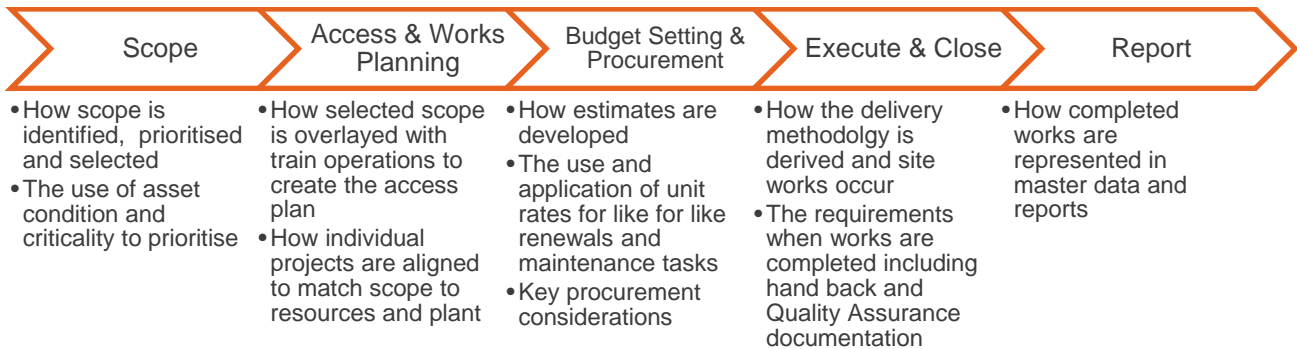 Scope
Access & Works
Planning
Budget Setting &
Procurement
Execute & Close
Report
•How scope is
identified, prioritised
and selected
•The use of asset
condition and
criticality to prioritise
•How selected scope
is overlayed with
train operations to
create the access
plan
•How individual
projects are aligned
to match scope to
resources and plant
•How estimates are
developed
•The use and
application of unit
rates for like for like
renewals and
maintenance tasks
•Key procurement
considerations
•How the delivery
methodolgy is
derived and site
works occur
•The requirements
when works are
completed including
hand back and
Quality Assurance
documentation
•How completed
works are
represented in
master data and
reports